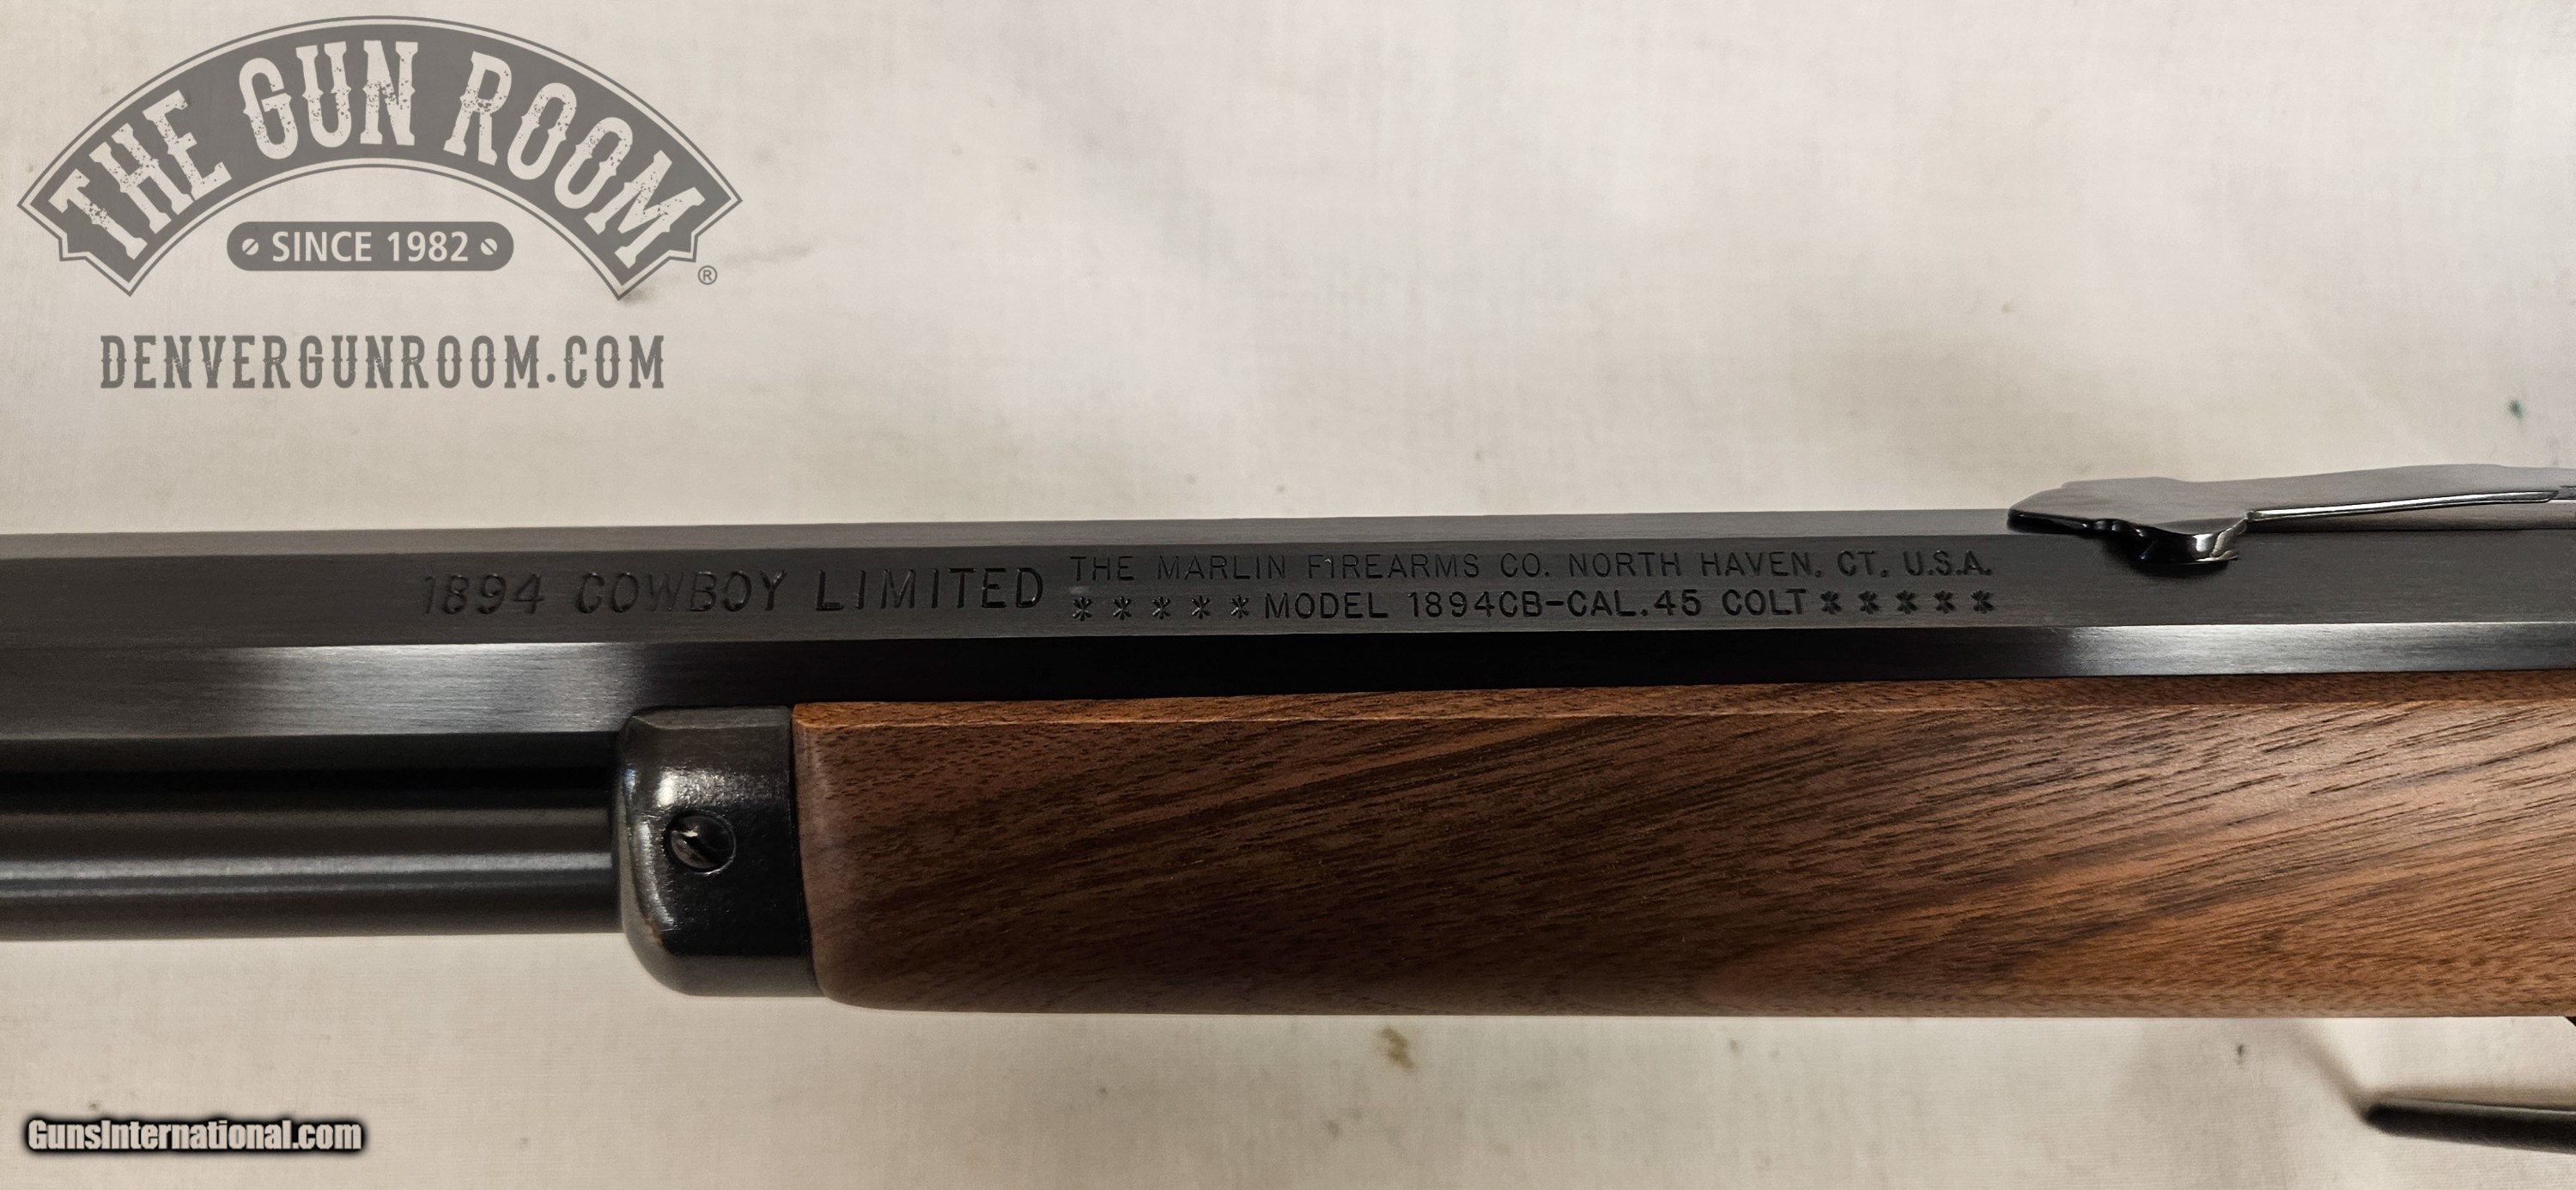 THE GUN ROOM
SINCE 1982
®
DENVERGUNROOM.COM
1894 COWBOY LIMITED
THE MARLIN FIREARMS CO. NORTH HAVEN, CT. U.S.A.
*****MODEL 1894CB-CAL.45 COLT*****
GunsInternational.com